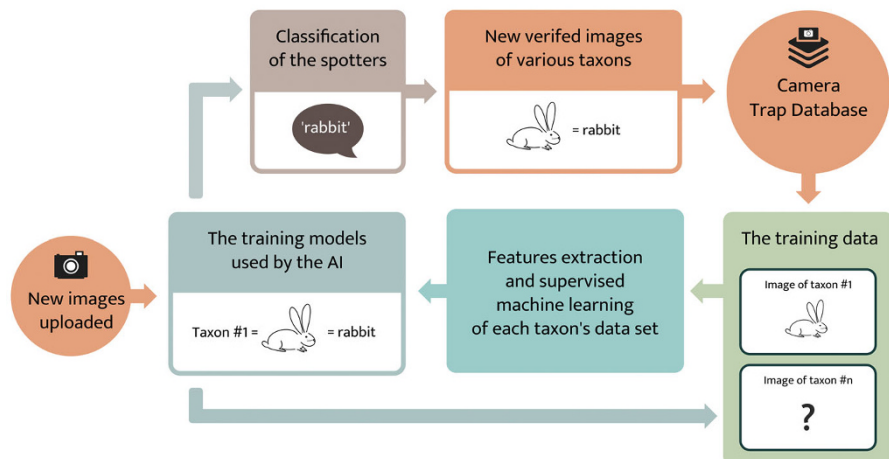 Classification
of the spotters
'rabbit'
New verifed images
of various taxons
= rabbit
Camera
Trap Database
New images
uploaded
The training models
used by the AI
Taxon #1 = = rabbit
Features extraction
and supervised
machine learning
of each taxon's data set
The training data
Image of taxon #1
Image of taxon #n
?